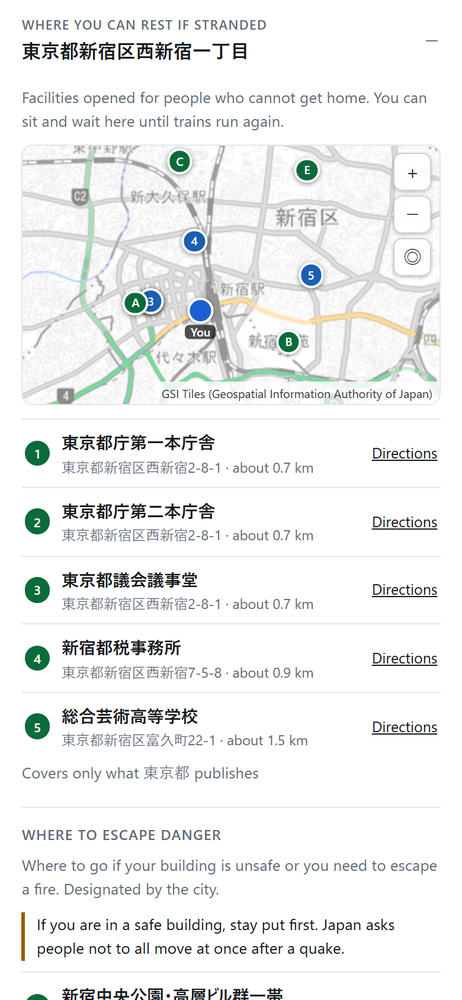 WHERE YOU CAN REST IF STRANDED
東京都新宿区西新宿一丁目
—
Facilities opened for people who cannot get home. You can
sit and wait here until trains run again.
C
E
+
C2
新大久保駅
新宿区
−
4
◎
5
新宿駅
A
3
You
新宿
B
代々木駅
四
4
GSI Tiles (Geospatial Information Authority of Japan)
1
東京都庁第一本庁舎
東京都新宿区西新宿2-8-1 · about 0.7 km
Directions
2
東京都庁第二本庁舎
東京都新宿区西新宿2-8-1 · about 0.7 km
Directions
3
東京都議会議事堂
東京都新宿区西新宿2-8-1 · about 0.7 km
Directions
4
新宿都税事務所
東京都新宿区西新宿7-5-8 · about 0.9 km
Directions
5
総合芸術高等学校
東京都新宿区富久町22-1 · about 1.5 km
Directions
Covers only what 東京都 publishes
WHERE TO ESCAPE DANGER
Where to go if your building is unsafe or you need to escape
a fire. Designated by the city.
If you are in a safe building, stay put first. Japan asks
people not to all move at once after a quake.
新宿中央公園・高層ビル群一帯